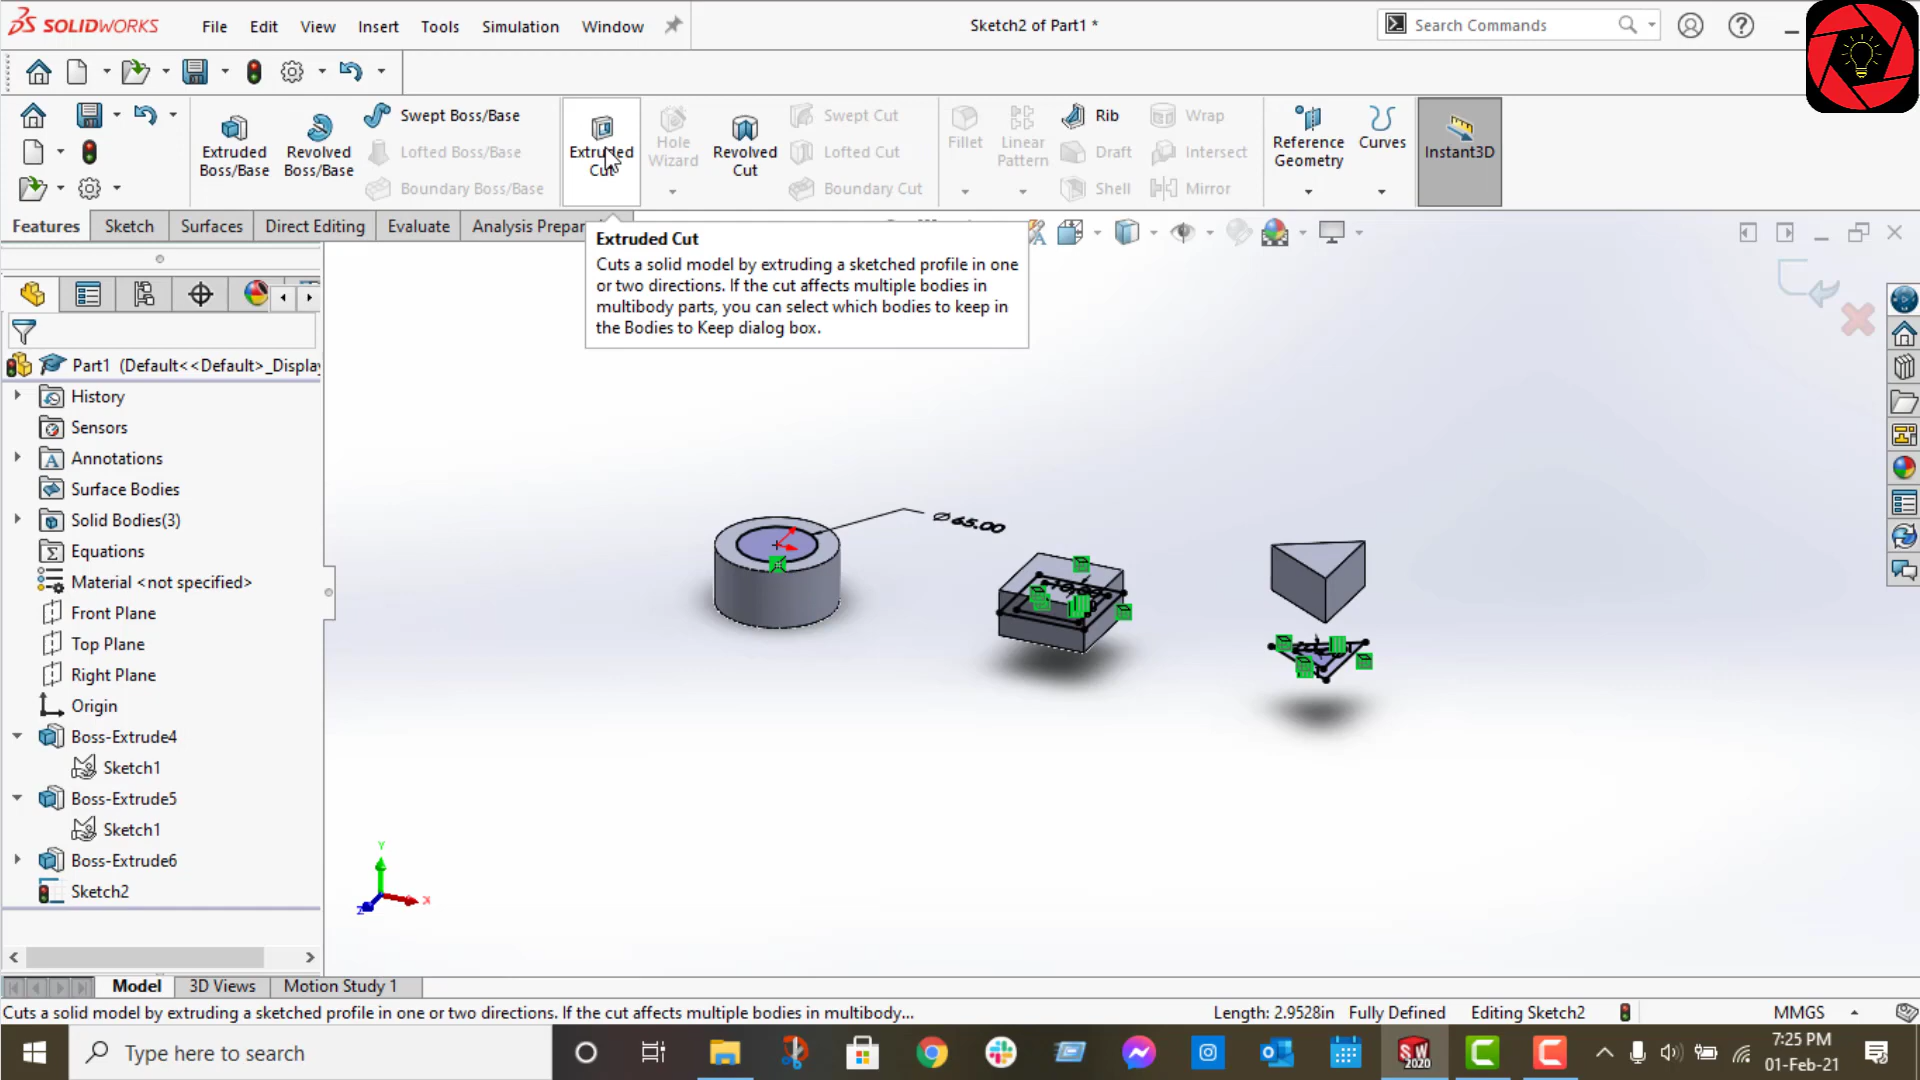 SOLIDWORKS
File
Edit
View
Insert
Tools
Simulation
Window
Sketch2 of Part1 *
Search Commands
Extruded
Boss/Base
Revolved
Boss/Base
Swept Boss/Base
Lofted Boss/Base
Boundary Boss/Base
Extruded
Cut
Hole
Wizard
Revolved
Cut
Swept Cut
Lofted Cut
Boundary Cut
Fillet
Linear
Pattern
Rib
Draft
Shell
Wrap
Intersect
Mirror
Reference
Geometry
Curves
Instant3D
Features
Sketch
Surfaces
Direct Editing
Evaluate
Analysis Prepar
Extruded Cut
Cuts a solid model by extruding a sketched profile in one
or two directions. If the cut affects multiple bodies in
multibody parts, you can select which bodies to keep in
the Bodies to Keep dialog box.
Part1 (Default<<Default>_Display
History
Sensors
Annotations
Surface Bodies
Solid Bodies(3)
Equations
Material <not specified>
Front Plane
Top Plane
Right Plane
Origin
Boss-Extrude4
Sketch1
Boss-Extrude5
Sketch1
Boss-Extrude6
Sketch2
⌀65.00
Y
X
Z
Model
3D Views
Motion Study 1
Cuts a solid model by extruding a sketched profile in one or two directions. If the cut affects multiple bodies in multibody...
Length: 2.9528in
Fully Defined
Editing Sketch2
MMGS
Type here to search
SW
2020
7:25 PM
01-Feb-21